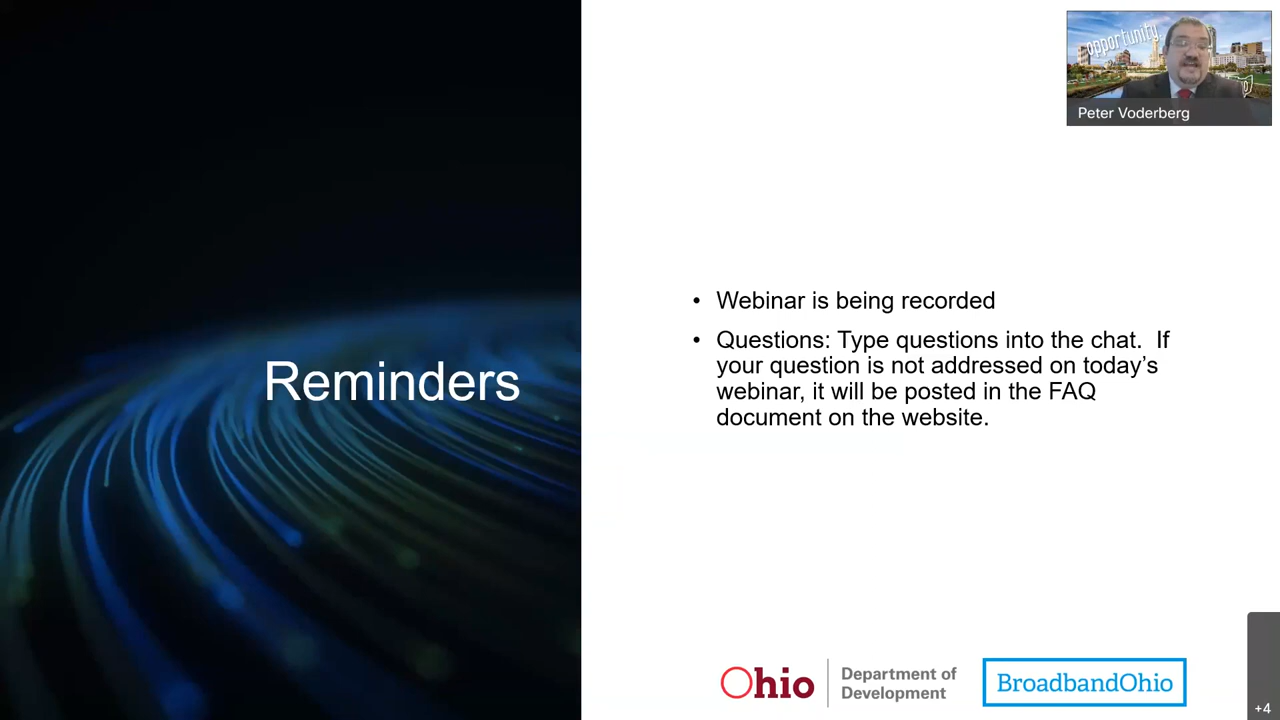 opportunity
Peter Voderberg
Reminders
• Webinar is being recorded
• Questions: Type questions into the chat.  If
your question is not addressed on today’s
webinar, it will be posted in the FAQ
document on the website.
Ohio
Department of
Development
BroadbandOhio
+4